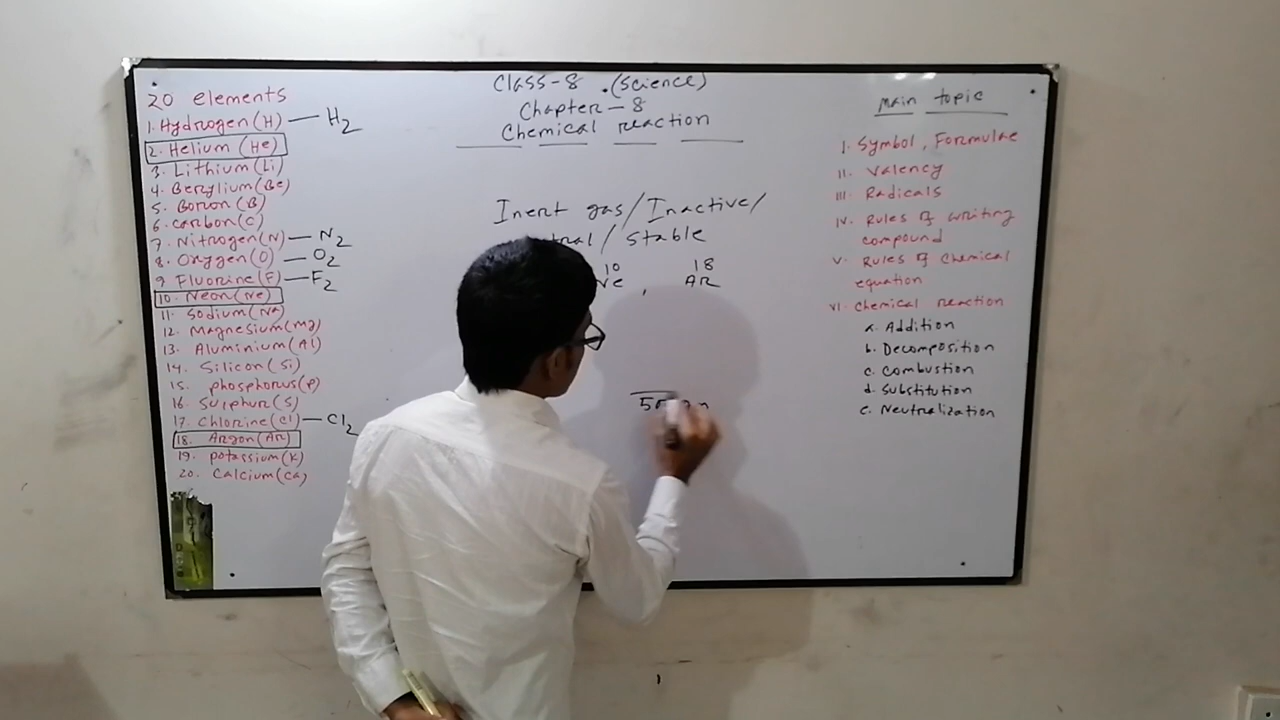 20 elements
1. Hydrogen (H) — H2
2. Helium (He)
3. Lithium (Li)
4. Berylium (Be)
5. Boron (B)
6. Carbon (C)
7. Nitrogen (N) — N2
8. Oxygen (O) — O2
9. Fluorine (F) — F2
10. Neon (Ne)
11. Sodium (Na)
12. Magnesium (Mg)
13. Aluminium (Al)
14. Silicon (Si)
15. phosphorus (P)
16. Sulphur (S)
17. Chlorine (Cl) — Cl2
18. Argon (Ar)
19. potassium (K)
20. Calcium (Ca)
Class-8 (Science)
Chapter-8
Chemical reaction
Inert gas/Inactive/
/ Stable
10 18
Ne, Ar
Main topic
I. Symbol, Formulae
II. Valency
III. Radicals
IV. Rules of writing
compound
V. Rules of Chemical
equation
VI. Chemical reaction
a. Addition
b. Decomposition
c. Combustion
d. Substitution
e. Neutralization